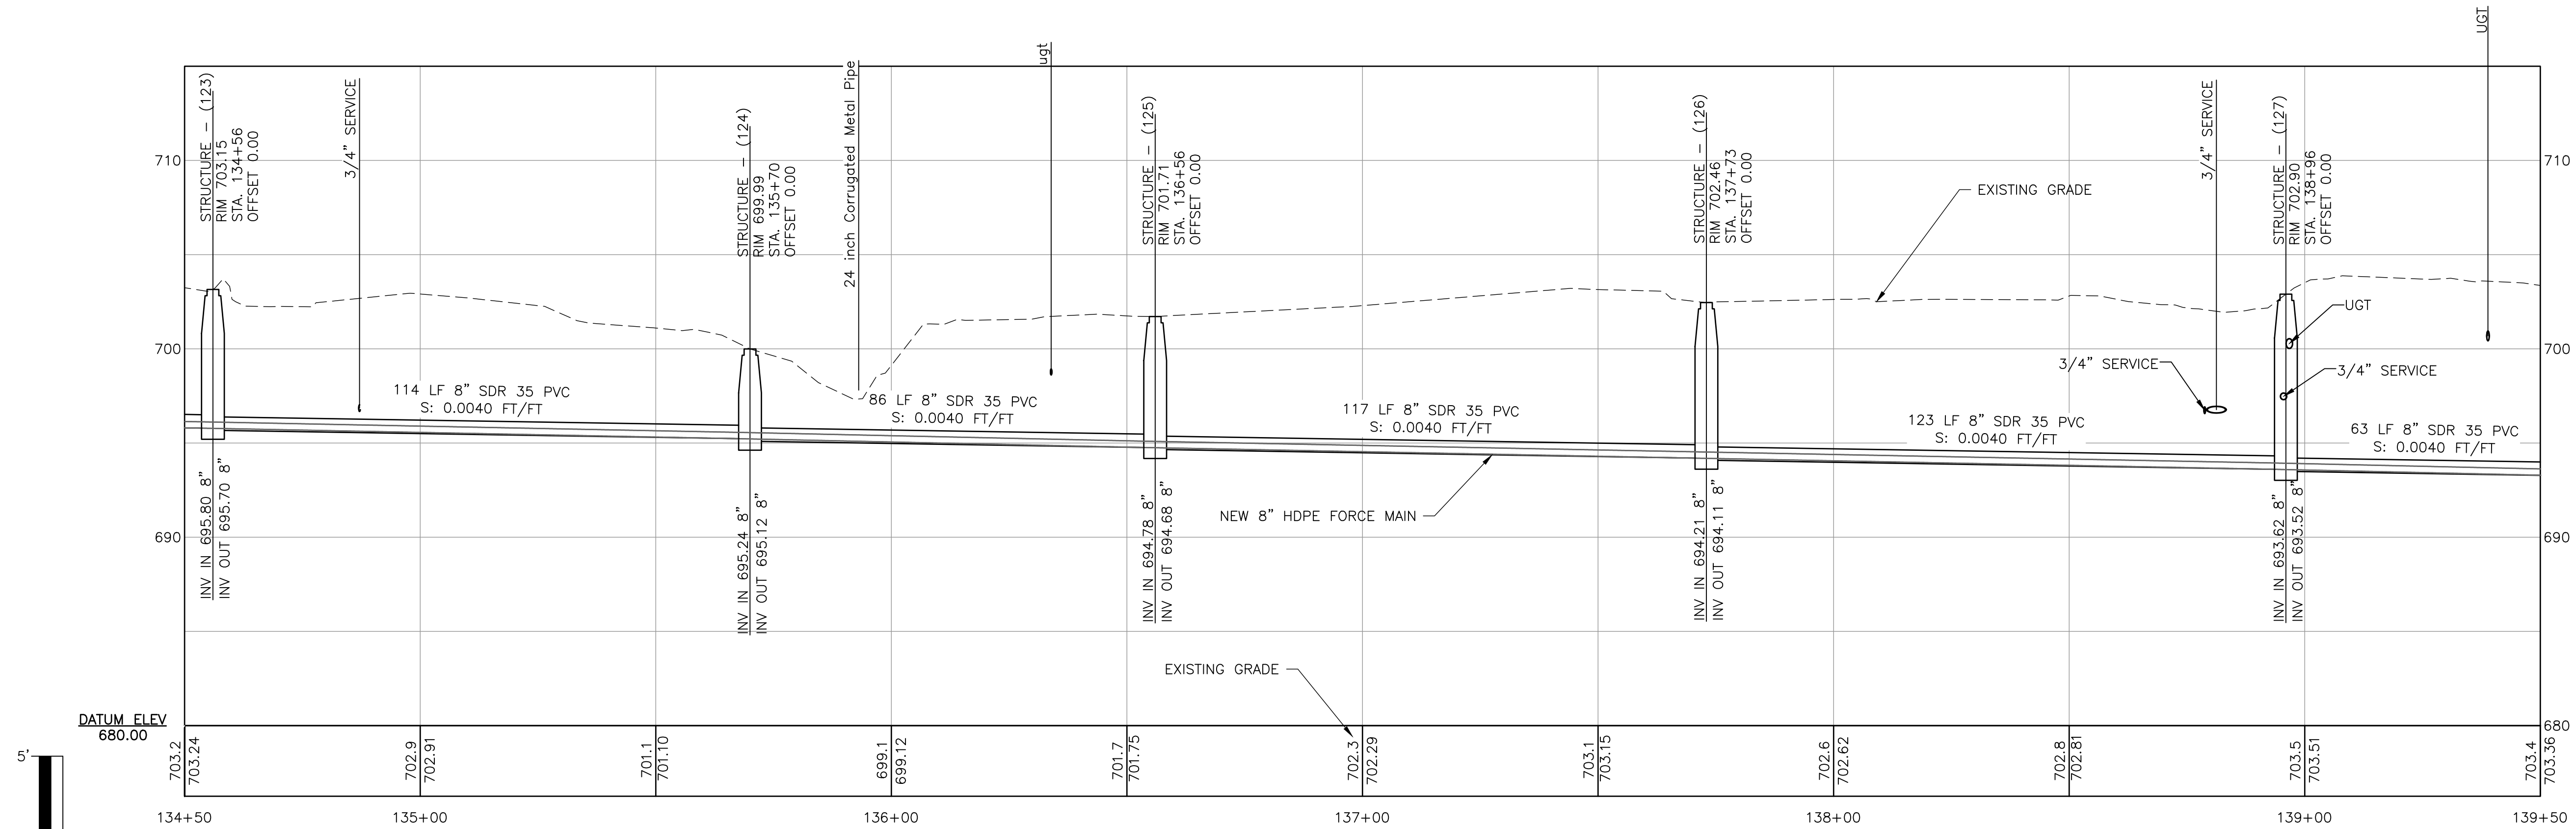 UGT
ugt
STRUCTURE - (123)
RIM 703.15
STA. 134+56
OFFSET 0.00
3/4" SERVICE
STRUCTURE - (124)
RIM 699.99
STA. 135+70
OFFSET 0.00
24 inch Corrugated Metal Pipe
STRUCTURE - (125)
RIM 701.71
STA. 136+56
OFFSET 0.00
STRUCTURE - (126)
RIM 702.46
STA. 137+73
OFFSET 0.00
3/4" SERVICE
STRUCTURE - (127)
RIM 702.90
STA. 138+96
OFFSET 0.00
710
710
EXISTING GRADE
UGT
700
700
3/4" SERVICE
3/4" SERVICE
114 LF 8" SDR 35 PVC
S: 0.0040 FT/FT
86 LF 8" SDR 35 PVC
S: 0.0040 FT/FT
117 LF 8" SDR 35 PVC
S: 0.0040 FT/FT
123 LF 8" SDR 35 PVC
S: 0.0040 FT/FT
63 LF 8" SDR 35 PVC
S: 0.0040 FT/FT
NEW 8" HDPE FORCE MAIN
690
690
INV IN 695.80 8"
INV OUT 695.70 8"
INV IN 695.24 8"
INV OUT 695.12 8"
INV IN 694.78 8"
INV OUT 694.68 8"
INV IN 694.21 8"
INV OUT 694.11 8"
INV IN 693.62 8"
INV OUT 693.52 8"
EXISTING GRADE
DATUM ELEV
680.00
680
5'
703.2
703.24
702.9
702.91
701.1
701.10
699.1
699.12
701.7
701.75
702.3
702.29
703.1
703.15
702.6
702.62
702.8
702.81
703.5
703.51
703.4
703.36
134+50
135+00
136+00
137+00
138+00
139+00
139+50